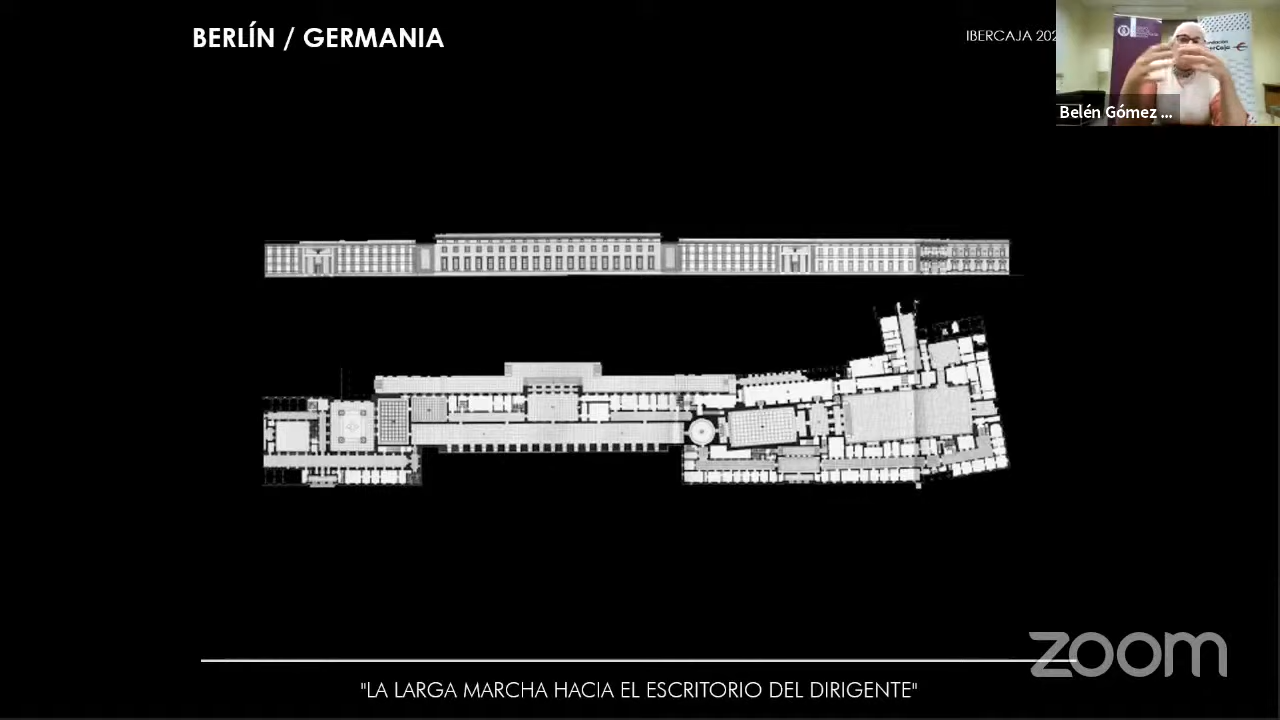 BERLÍN / GERMANIA
IBERCAJA 202
Belén Gómez ...
zoom
"LA LARGA MARCHA HACIA EL ESCRITORIO DEL DIRIGENTE"